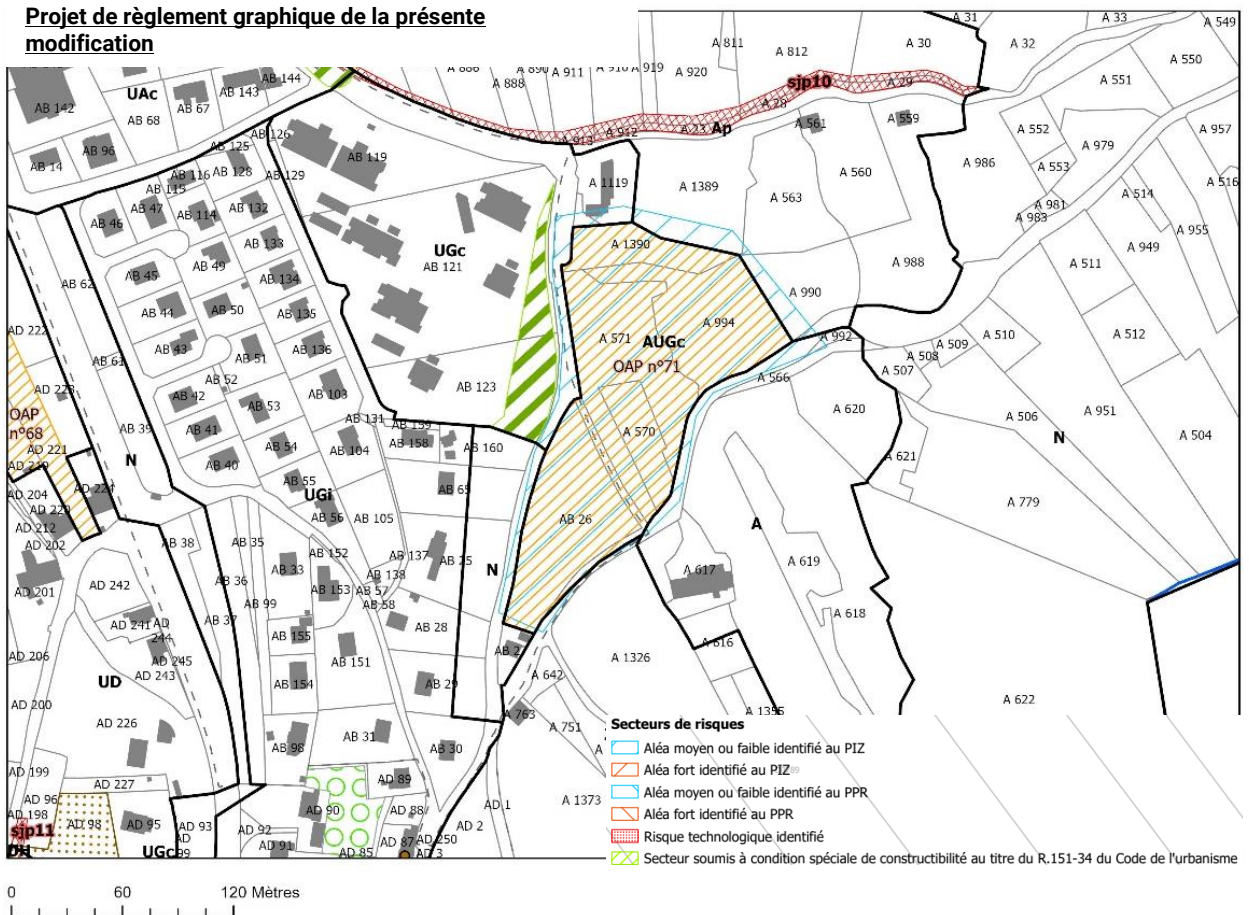 Projet de règlement graphique de la présente
modification
A 31
A 33
A 549
A 811
A 812
A 30
A 32
A 550
A 886
A 890
A 911
A 910
A 919
A 920
A 551
AB 144
A 888
sjp10
A 29
AB 142
UAc
AB 67
AB 143
A 28
AB 68
A 561
A 559
A 552
A 957
AB 126
A 913
A 912
A 23
Ap
A 979
AB 14
AB 96
AB 125
AB 119
A 986
A 553
AB 116
AB 128
AB 129
A 1119
A 1389
A 560
A 514
A 516
AB 115
A 563
A 981
AB 46
AB 47
AB 114
AB 132
A 983
A 955
AB 133
UGc
A 1390
A 949
AB 49
AB 121
A 988
A 511
AB 62
AB 45
AB 134
A 990
AB 44
AB 50
AB 135
A 994
AD 222
A 571
AUGc
A 992
A 510
A 512
AB 43
AB 51
AB 136
A 509
AB 61
A 508
OAP n°71
A 566
A 507
AB 52
AD 223
AB 42
AB 103
AB 123
OAP
n°68
AB 53
A 620
A 506
A 951
AB 39
AB 41
AB 131
AB 159
A 570
N
A 504
AD 221
AB 54
AB 104
AB 158
AB 160
A 621
AD 219
N
AB 40
AD 224
AB 55
AB 65
AD 204
UGi
A 779
AD 220
AB 56
AB 105
AB 26
A
AD 212
AD 202
AB 38
AB 35
AB 152
AB 137
AB 25
A 619
AB 33
N
A 617
AD 201
AD 242
AB 36
AB 153
AB 138
AB 57
AB 99
AB 58
A 618
AD 241
AD
244
AB 37
AB 155
AB 28
A 616
AD 206
AD 245
AB 151
AB 2
A 1326
AD 243
A 642
UD
AB 154
AB 29
A 622
AD 200
A 763
A 1355
AD 226
AB 31
A 751
AB 98
AB 30
AD 199
AD 227
AD 89
AD 96
AD 90
AD 88
AD 1
A 1373
AD 198
sjp11
AD 98
AD 95
AD 93
AD 92
AD 2
AD
99
AD 91
AD 87
AD 250
UGc
AD 85
AD 3
Secteurs de risques
Aléa moyen ou faible identifié au PIZ
Aléa fort identifié au PIZ
Aléa moyen ou faible identifié au PPR
Aléa fort identifié au PPR
Risque technologique identifié
Secteur soumis à condition spéciale de constructibilité au titre du R.151-34 du Code de l'urbanisme
0 60 120 Mètres